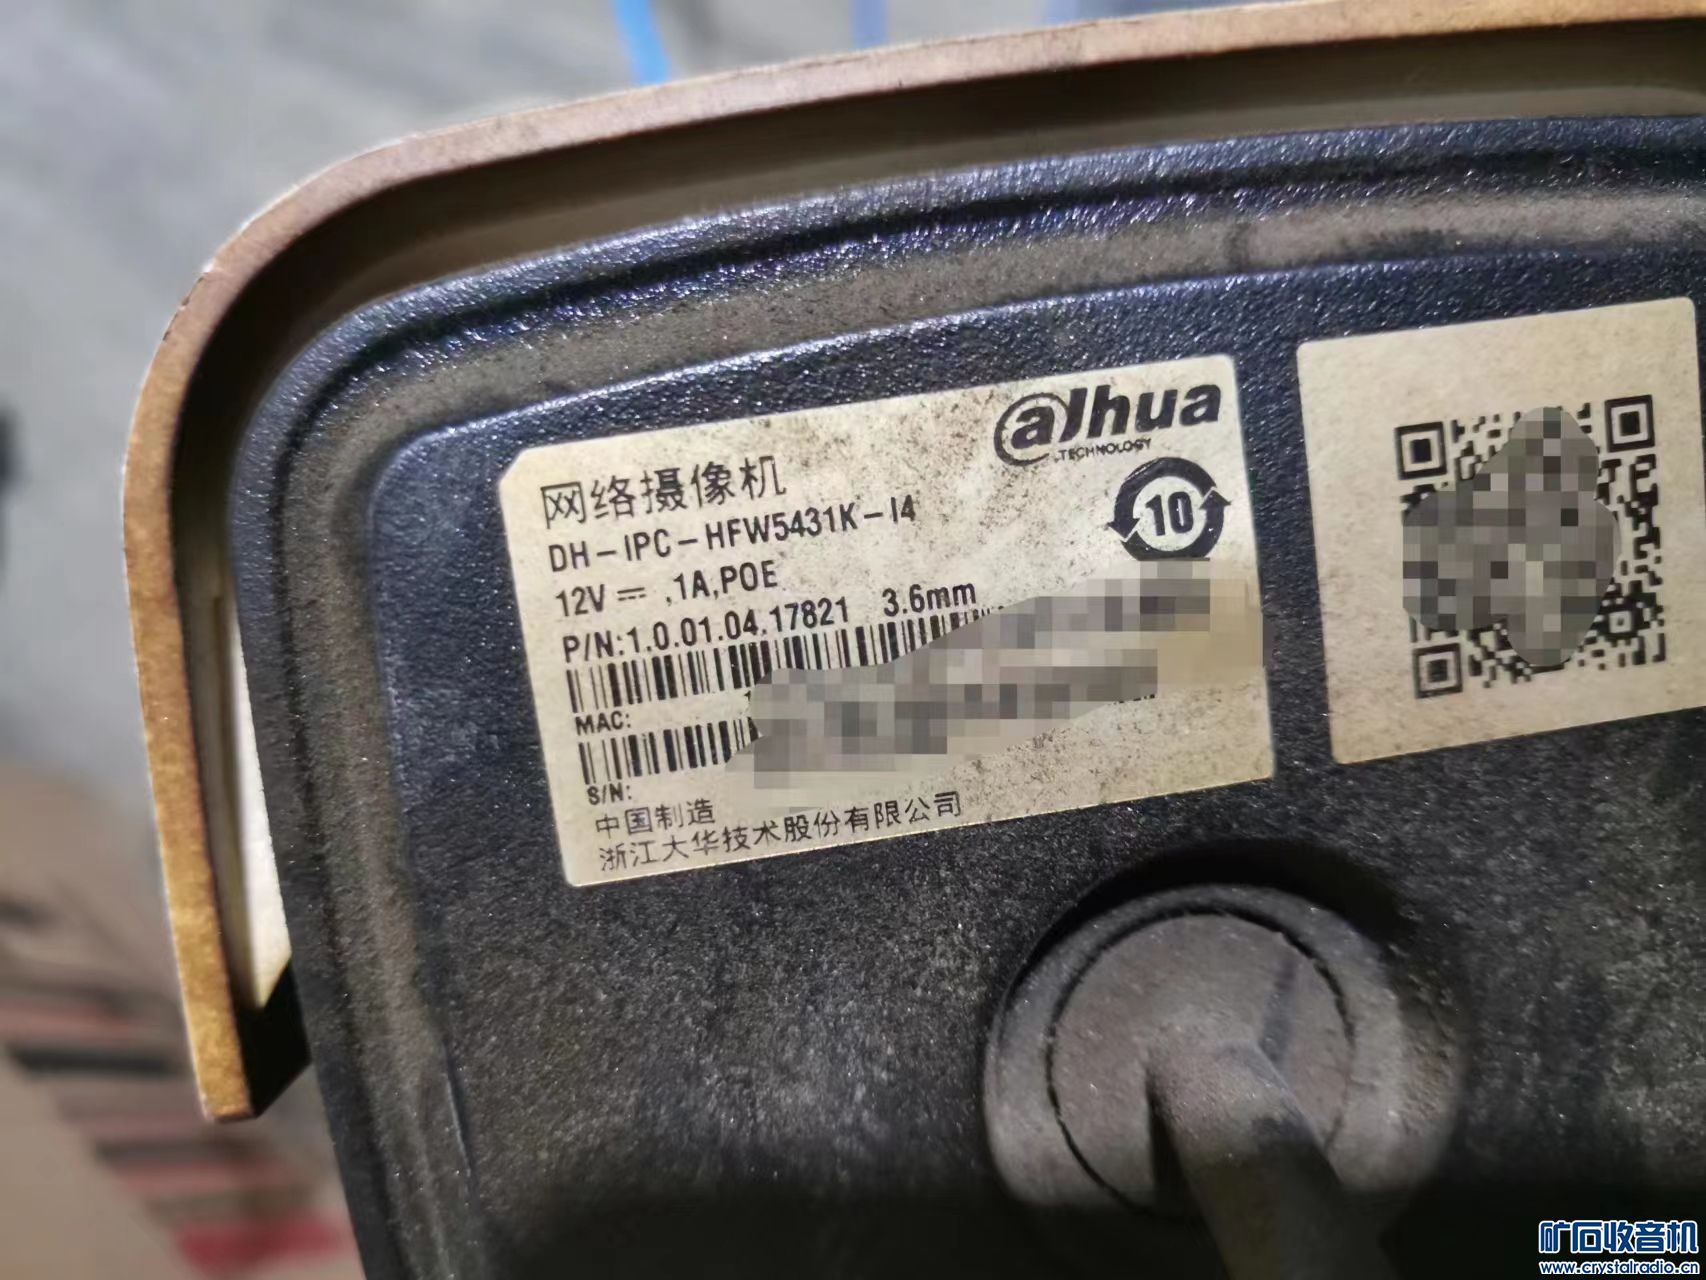 alhua
TECHNOLOGY
网络摄像机
DH-IPC-HFW5431K-I4
10
12V⎓ ,1A,POE
P/N:1.0.01.04.17821 3.6mm
MAC:
S/N:
中国制造
浙江大华技术股份有限公司
矿石收音机
www.crystalradio.cn